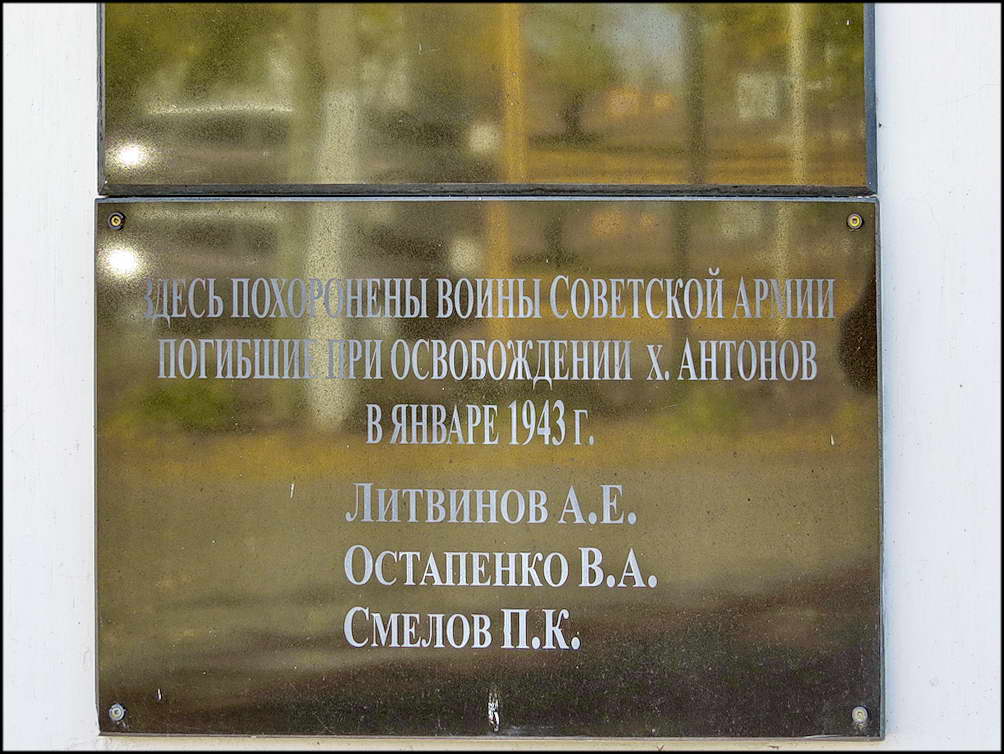 ЗДЕСЬ ПОХОРОНЕНЫ ВОИНЫ СОВЕТСКОЙ АРМИИ
ПОГИБШИЕ ПРИ ОСВОБОЖДЕНИИ х. АНТОНОВ
В ЯНВАРЕ 1943 г.
ЛИТВИНОВ А.Е.
ОСТАПЕНКО В.А.
СМЕЛОВ П.К.